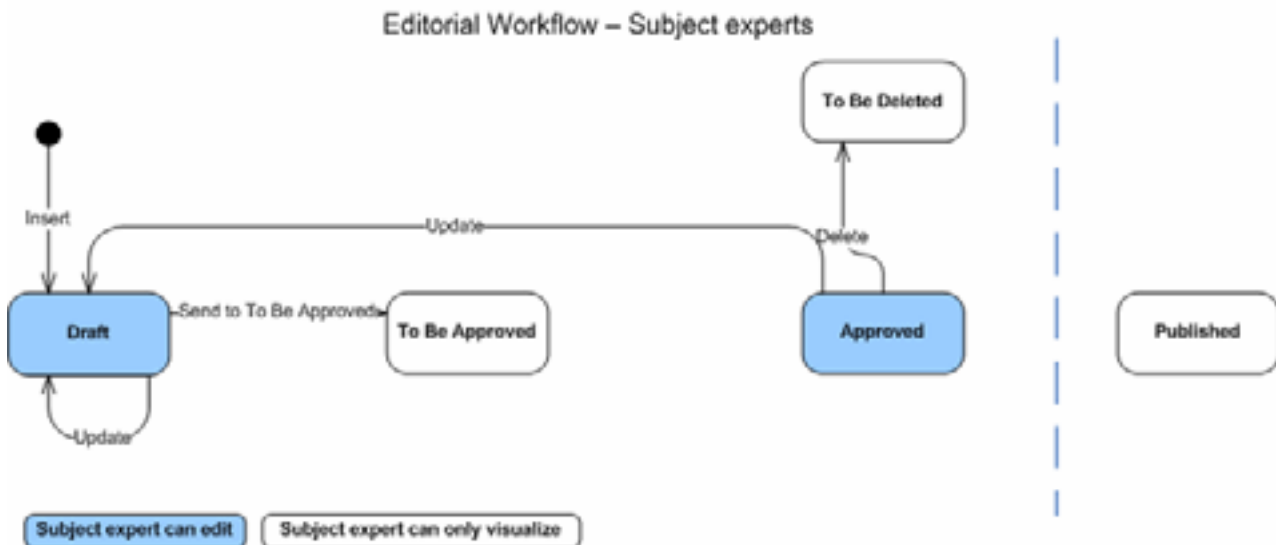 Editorial Workflow – Subject experts
To Be Deleted
Insert
Update
Delete
Draft
Send to To Be Approved
To Be Approved
Approved
Published
Update
Subject expert can edit
Subject expert can only visualize